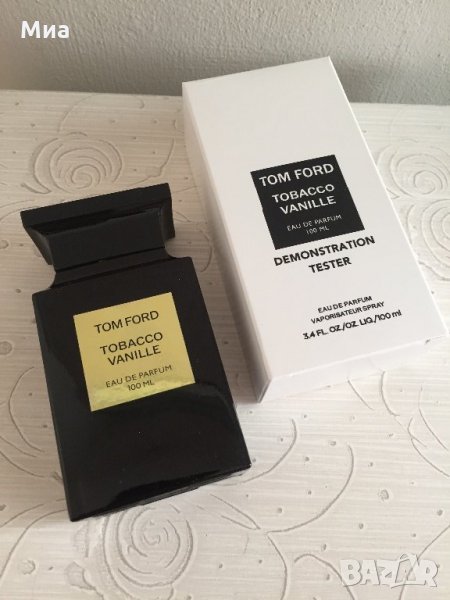 Миа
TOM FORD
TOBACCO
VANILLE
EAU DE PARFUM
100 ML
DEMONSTRATION
TESTER
EAU DE PARFUM
VAPORISATEUR SPRAY
3.4 FL. OZ/OZ. LIQ./100 ml
TOM FORD
TOBACCO
VANILLE
EAU DE PARFUM
100 ML
BAZAR